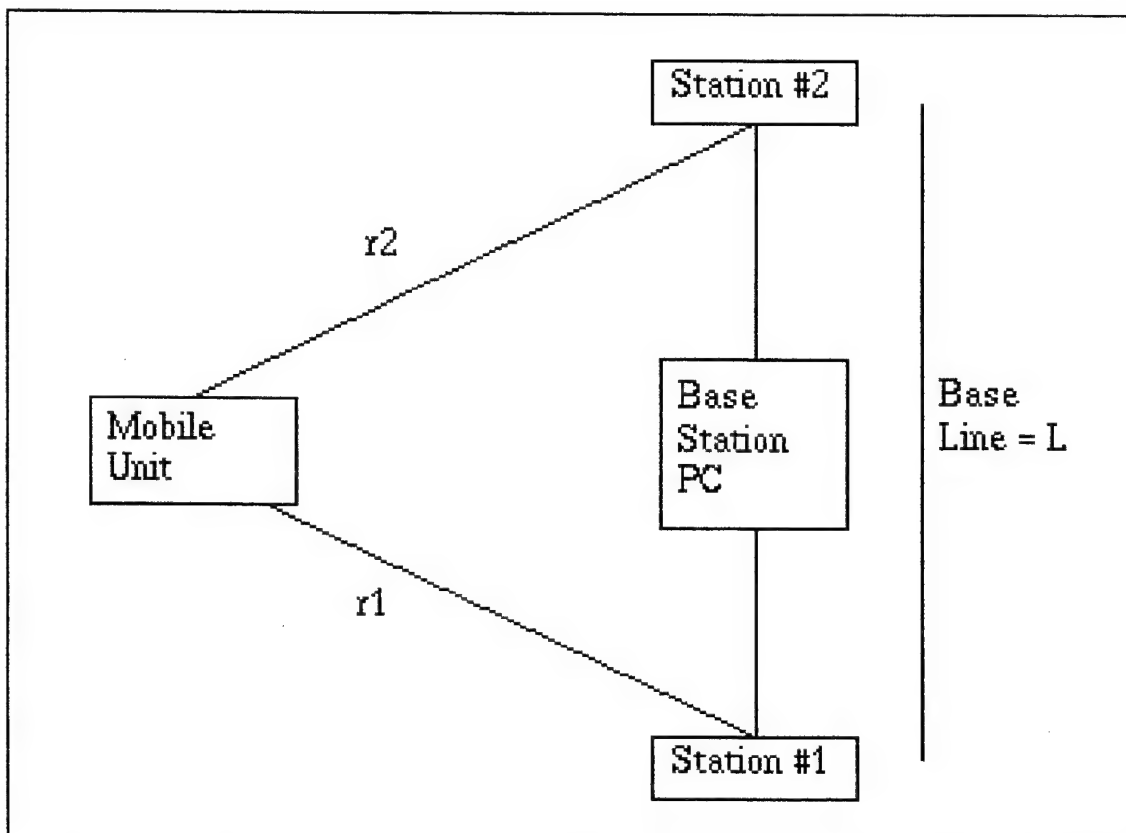 Station #2
r2
Mobile
Unit
Base
Station
PC
Base
Line = L
r1
Station #1